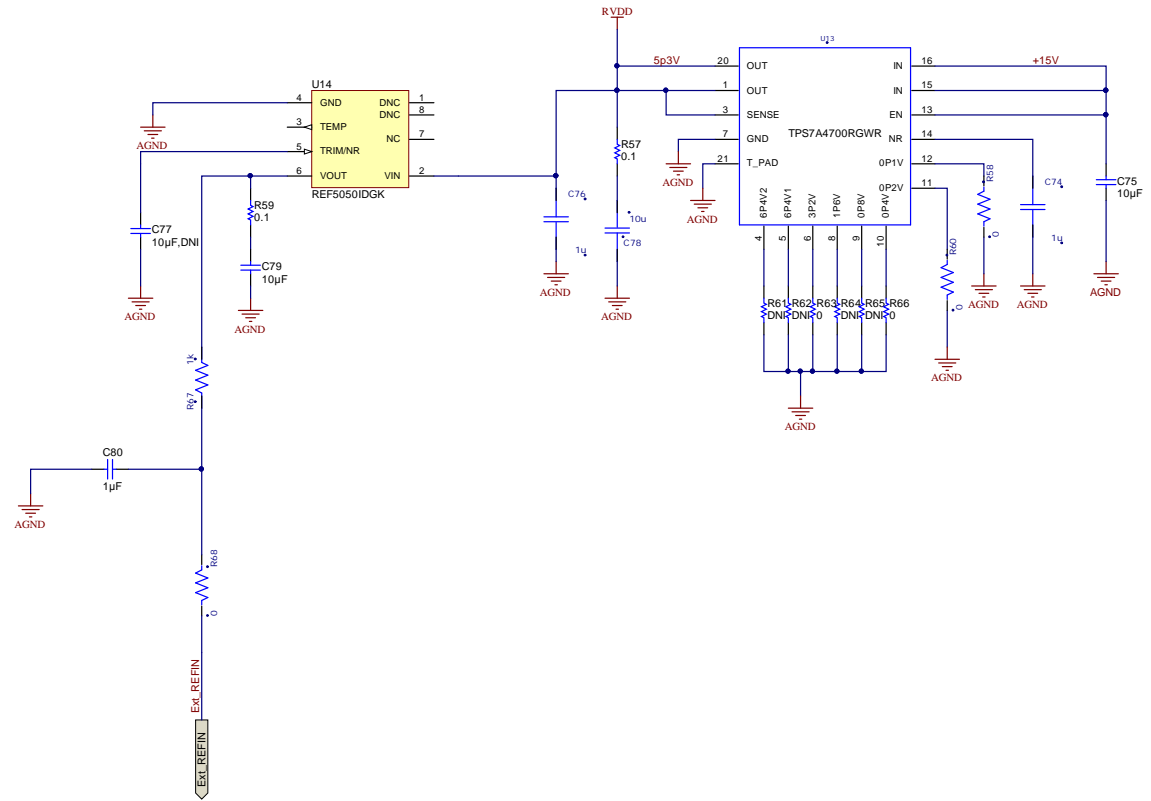 RVDD
U13
5p3V
20
OUT
IN
16
+15V
1
OUT
IN
15
3
SENSE
EN
13
7
GND
TPS7A4700RGWR
NR
14
21
T_PAD
0P1V
12
0P2V
11
6P4V2
6P4V1
3P2V
1P6V
0P8V
0P4V
4
5
6
8
9
10
U14
4
GND
DNC
1
DNC
8
3
TEMP
NC
7
5
TRIM/NR
6
VOUT
VIN
2
REF5050IDGK
AGND
R57
0.1
AGND
AGND
R58
0
C74
1u
C75
10µF
R59
0.1
C76
1u
10u
C78
C77
10µF,DNI
C79
10µF
R60
0
AGND
AGND
AGND
AGND
AGND
AGND
AGND
R61
DNI
R62
DNI
R63
0
R64
DNI
R65
DNI
R66
0
AGND
AGND
AGND
1k
R67
C80
1µF
AGND
R68
0
Ext_REFIN
Ext_REFIN